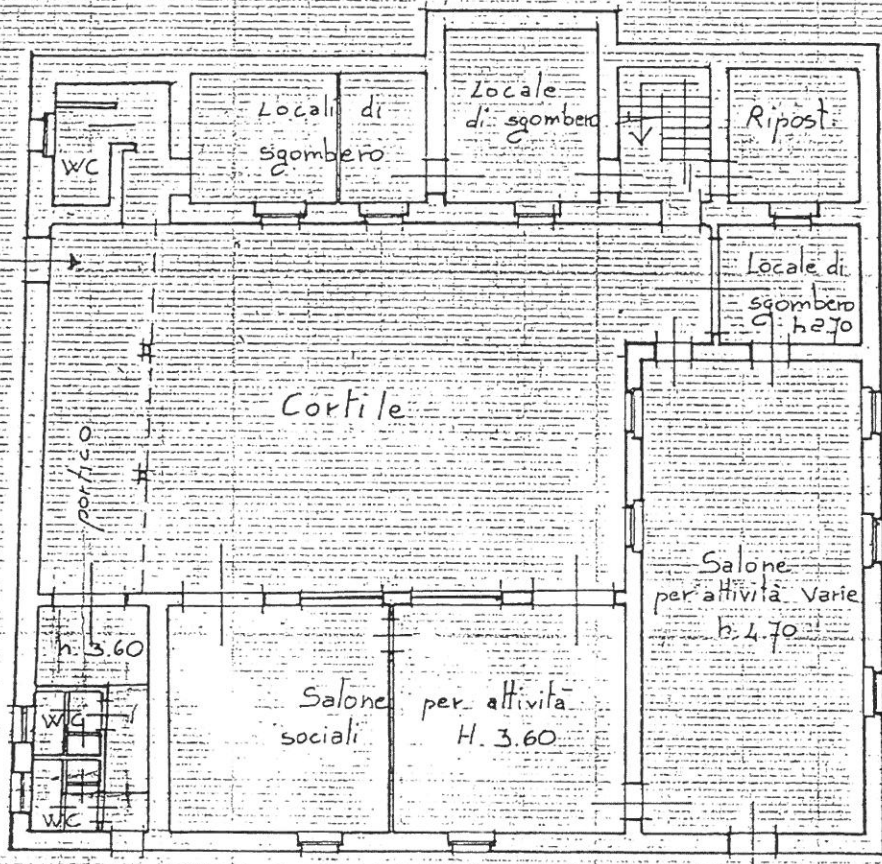 Locali di
sgombero
Locale
di sgombero
Ripost.
WC
Locale di
sgombero
h 2.70
Cortile
portico
Salone
per attività varie
h. 4.70
h. 3.60
Salone per attività
sociali H. 3.60
WC
WC